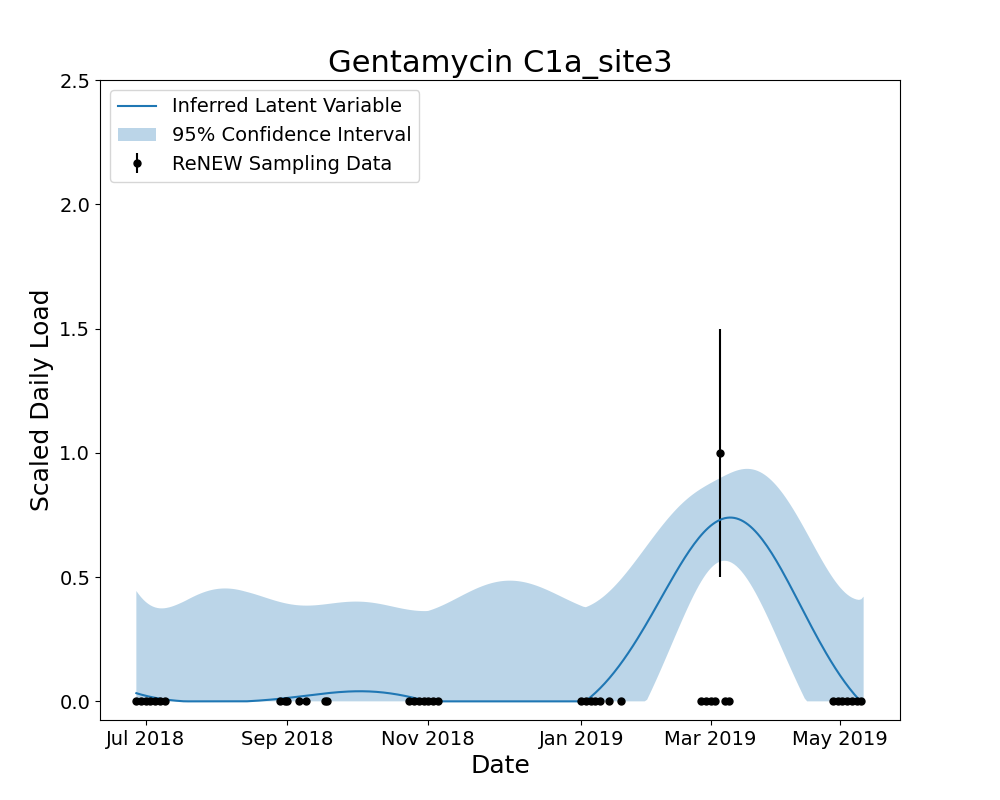 Gentamycin C1a_site3
2.5
Inferred Latent Variable
95% Confidence Interval
ReNEW Sampling Data
2.0
1.5
1.0
0.5
0.0
Scaled Daily Load
Jul 2018 Sep 2018 Nov 2018 Jan 2019 Mar 2019 May 2019
Date